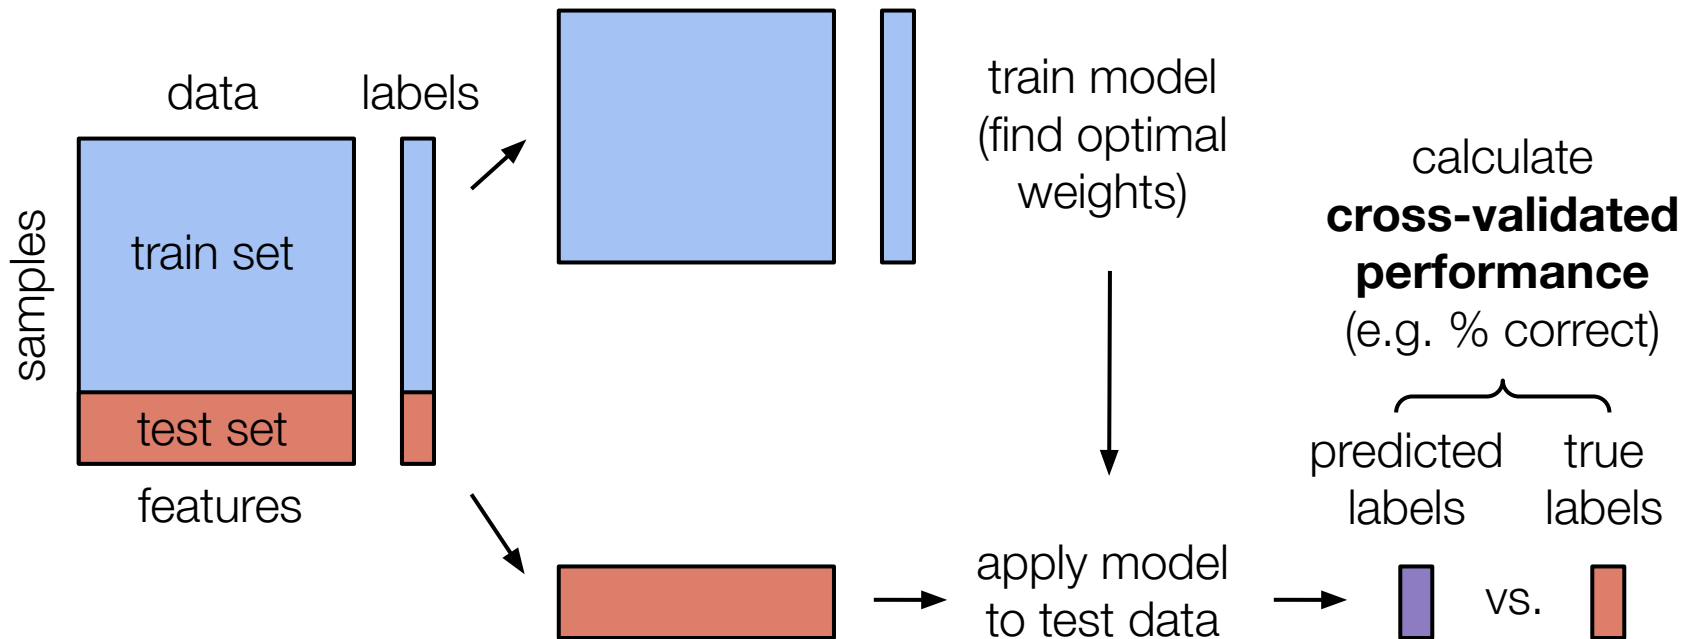 data
labels
samples
train set
test set
features
train model
(find optimal
weights)
apply model
to test data
calculate
cross-validated
performance
(e.g. % correct)
predicted
labels
true
labels
vs.